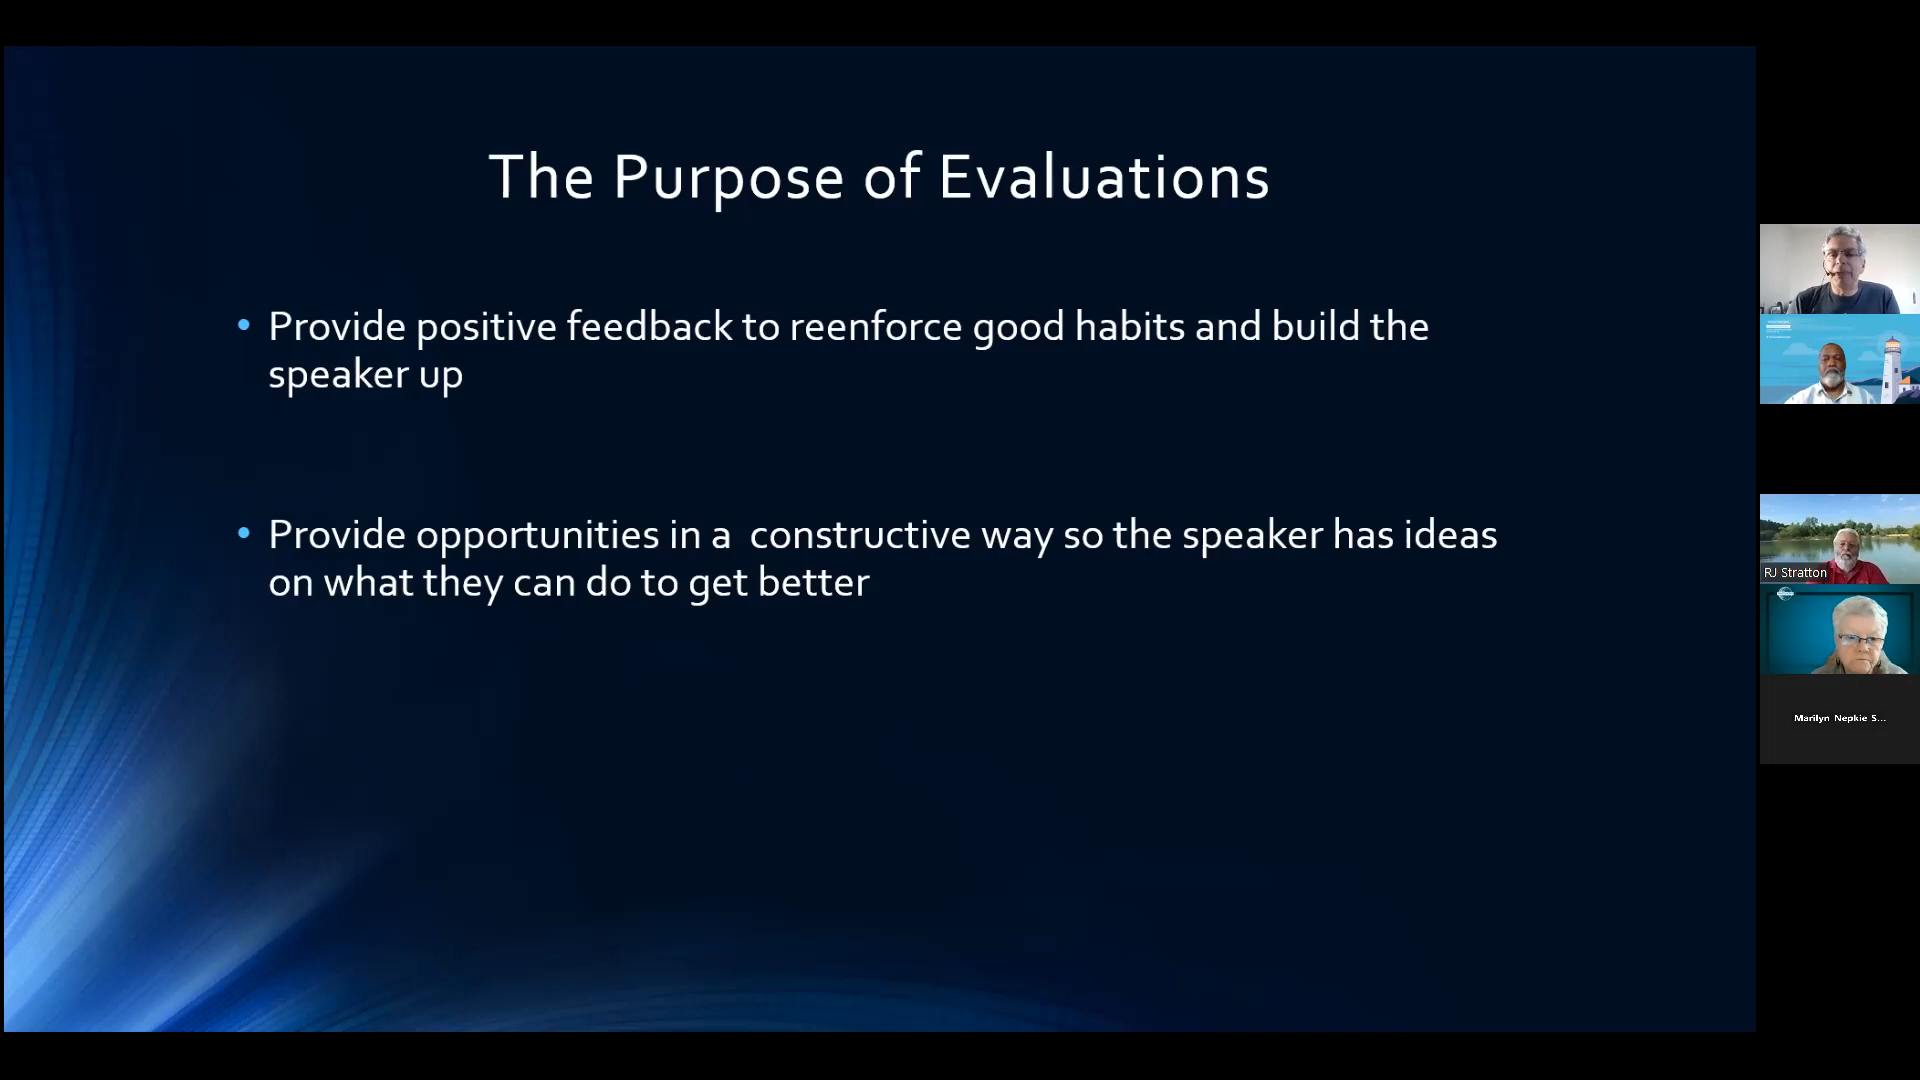 The Purpose of Evaluations
• Provide positive feedback to reenforce good habits and build the
speaker up
• Provide opportunities in a  constructive way so the speaker has ideas
on what they can do to get better
RJ Stratton
Marilyn Nepkie S...